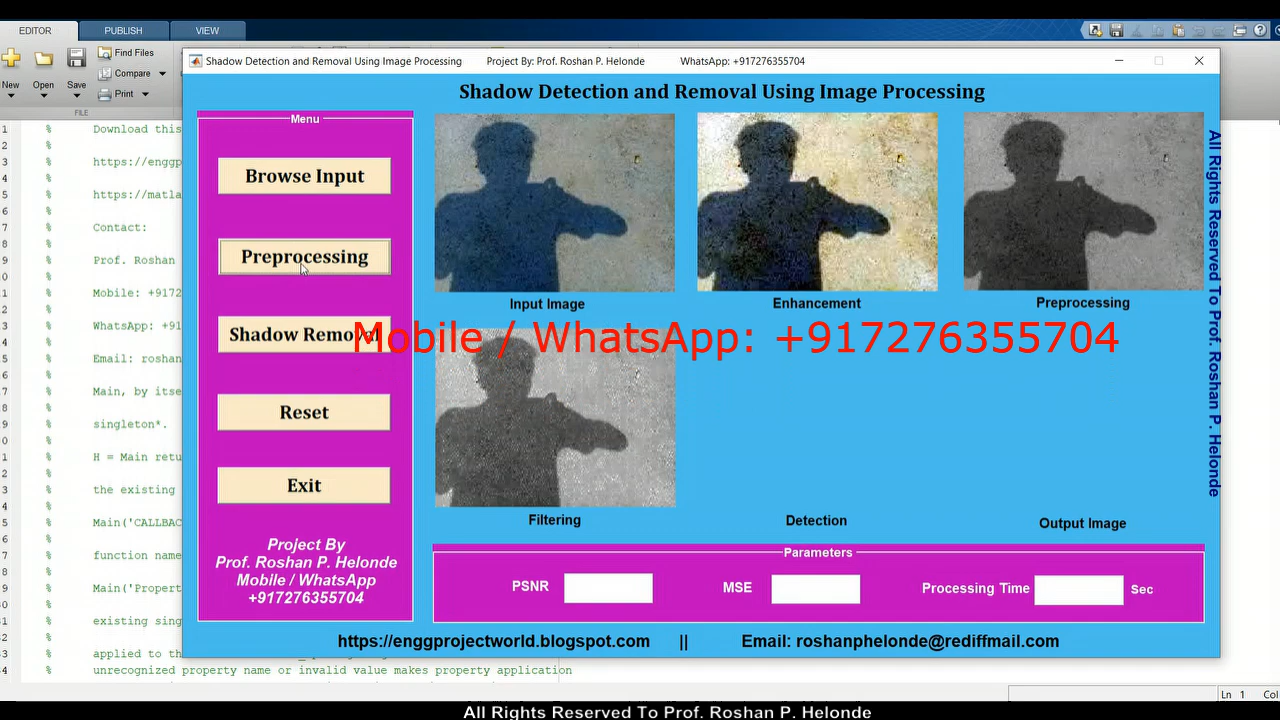 EDITOR PUBLISH VIEW
New Open Save Find Files Compare Print
FILE
Shadow Detection and Removal Using Image Processing Project By: Prof. Roshan P. Helonde WhatsApp: +917276355704
Shadow Detection and Removal Using Image Processing
Menu
Browse Input
Preprocessing
Shadow Removal
Reset
Exit
Project By
Prof. Roshan P. Helonde
Mobile / WhatsApp
+917276355704
Input Image
Enhancement
Preprocessing
Mobile / WhatsApp: +917276355704
Filtering
Detection
Output Image
Parameters
PSNR
MSE
Processing Time
Sec
https://enggprojectworld.blogspot.com || Email: roshanphelonde@rediffmail.com
All Rights Reserved To Prof. Roshan P. Helonde
% Download this
% https://enggp
% https://matla
% Contact:
% Prof. Roshan
% Mobile: +9172
% WhatsApp: +91
% Email: roshan
% Main, by itse
% singleton*.
% H = Main retu
% the existing
% Main('CALLBAC
% function name
% Main('Propert
% existing sing
% applied to th
% unrecognized property name or invalid value makes property application
Ln 1 Col
All Rights Reserved To Prof. Roshan P. Helonde